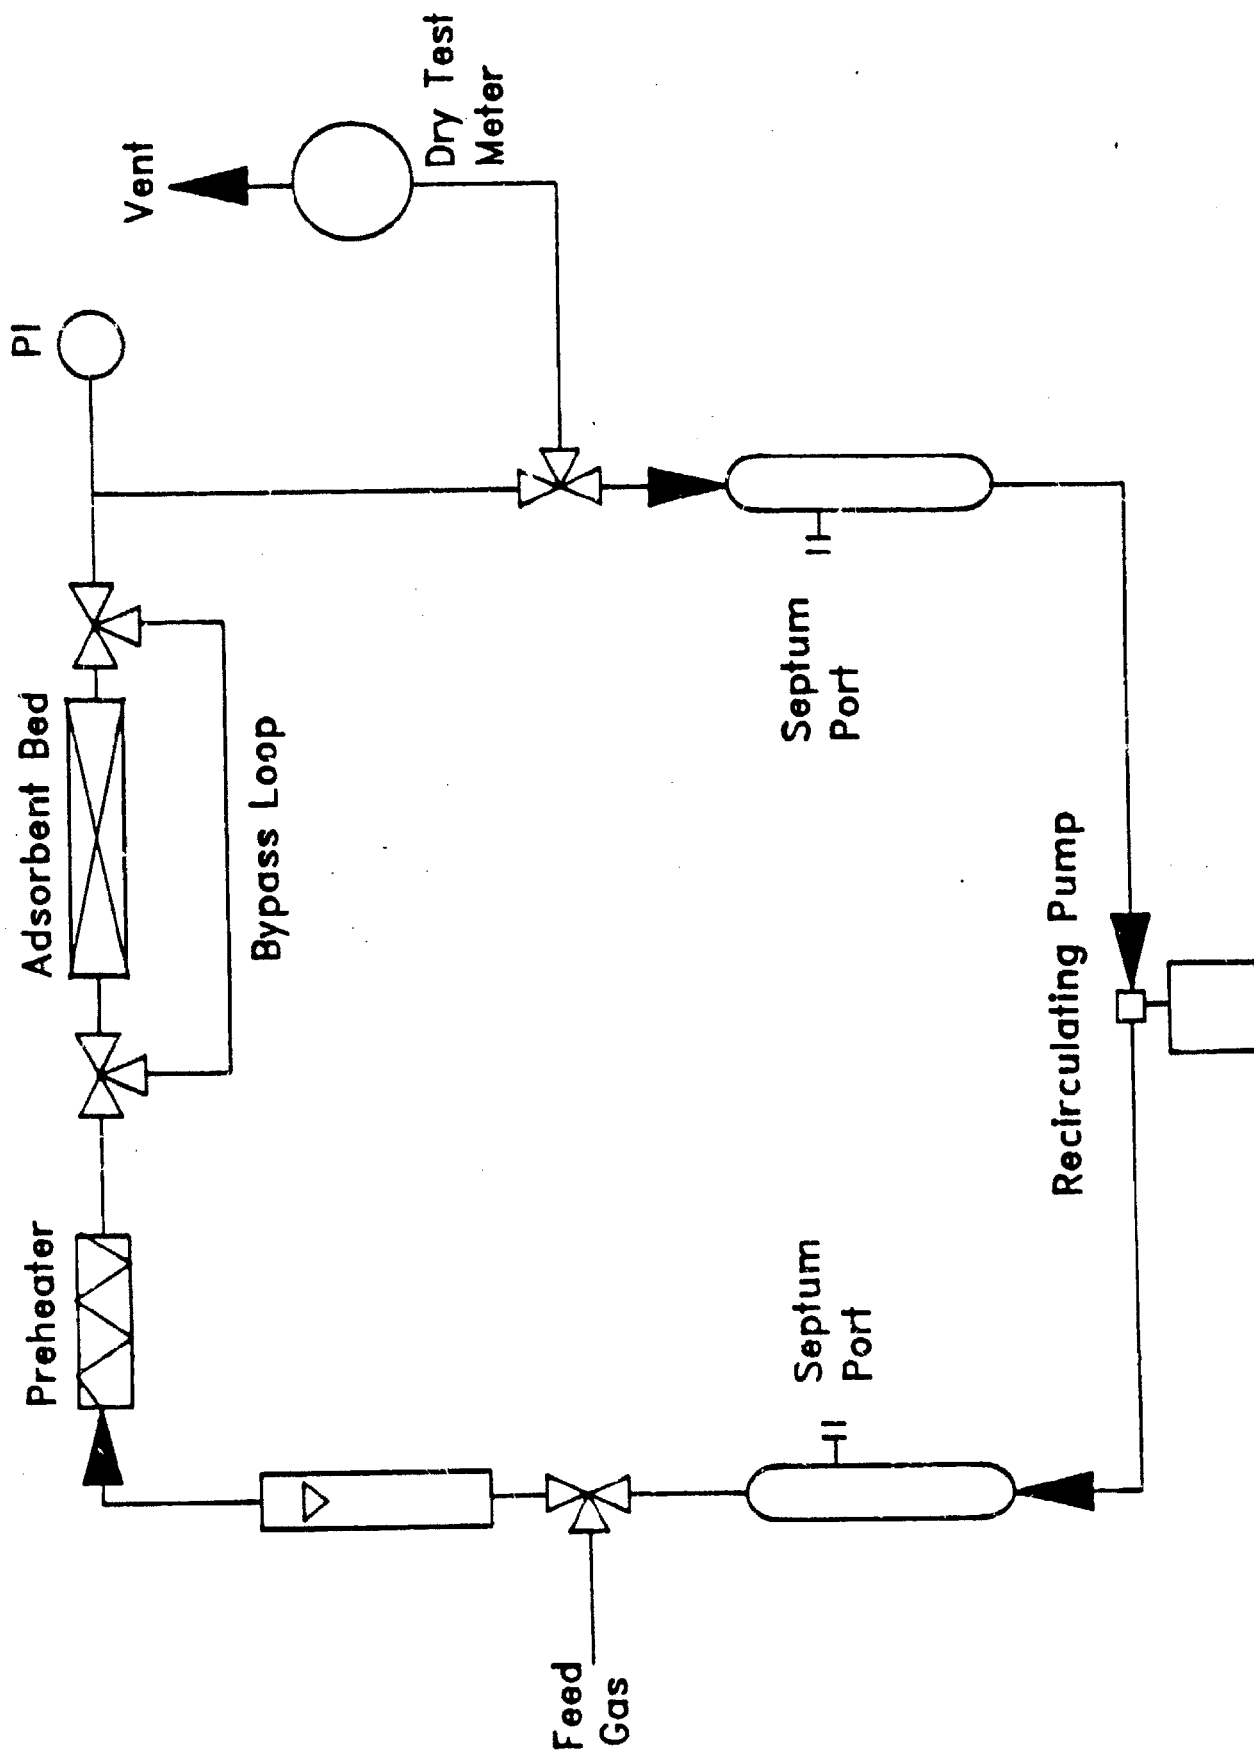 Feed
Gas
Preheater
Adsorbent Bed
Bypass Loop
PI
Vent
Dry Test
Meter
Septum
Port
Septum
Port
Recirculating Pump